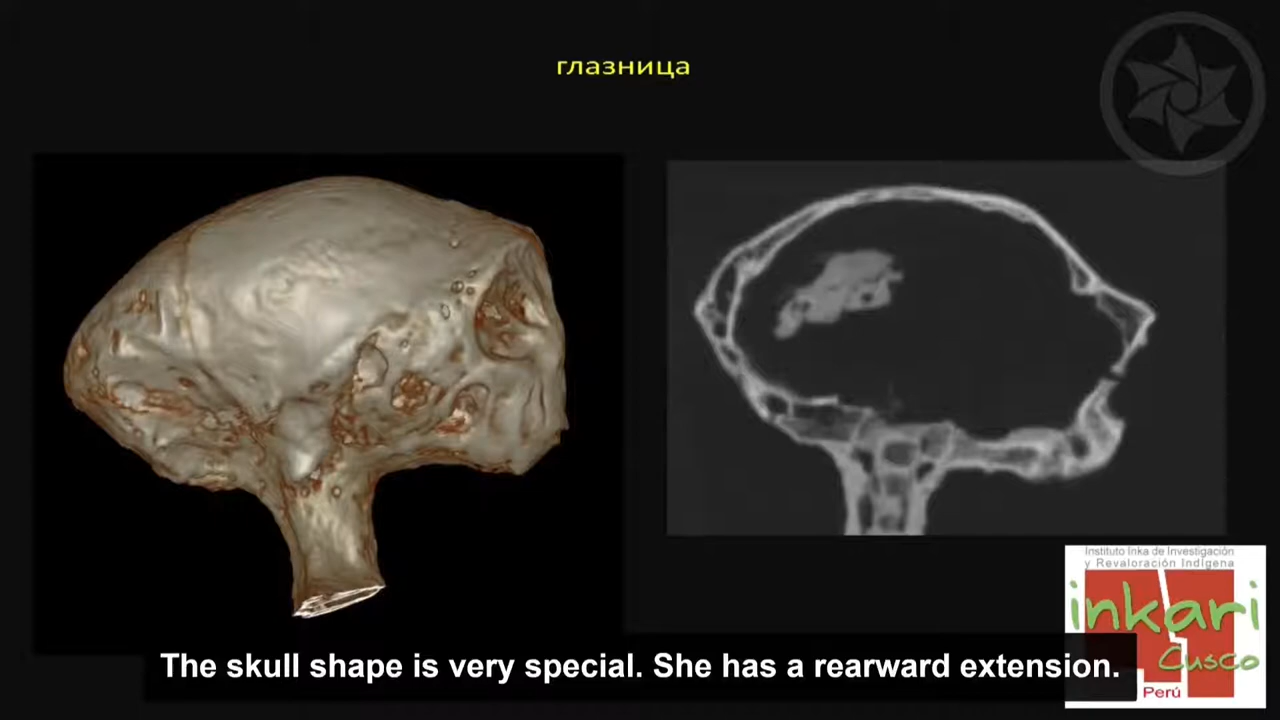 глазница
Instituto Inka de Investigación
y Revaloración Indígena
inkari
Cusco
Perú
The skull shape is very special. She has a rearward extension.